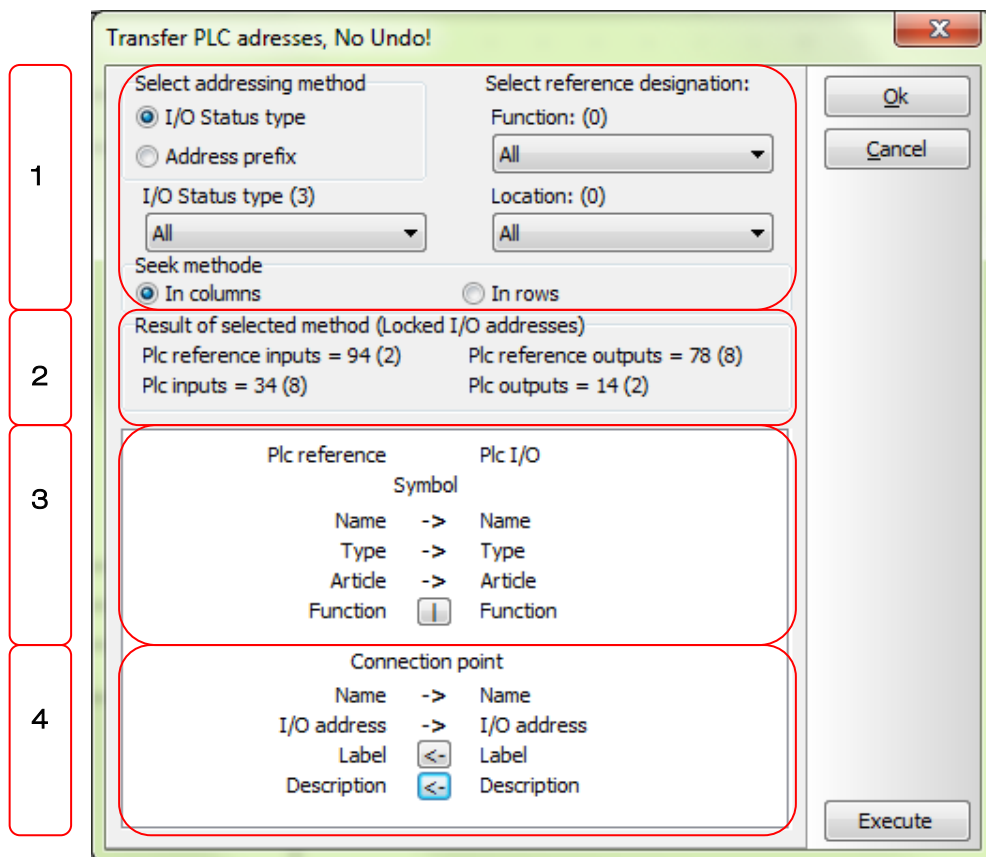 Transfer PLC adresses, No Undo!
X
1
Select addressing method
I/O Status type
Address prefix
I/O Status type (3)
All
Select reference designation:
Function: (0)
All
Location: (0)
All
Seek methode
In columns
In rows
Ok
Cancel
2
Result of selected method (Locked I/O addresses)
Plc reference inputs = 94 (2)
Plc reference outputs = 78 (8)
Plc inputs = 34 (8)
Plc outputs = 14 (2)
3
Plc reference Plc I/O
Symbol
Name -> Name
Type -> Type
Article -> Article
Function | Function
4
Connection point
Name -> Name
I/O address -> I/O address
Label <- Label
Description <- Description
Execute